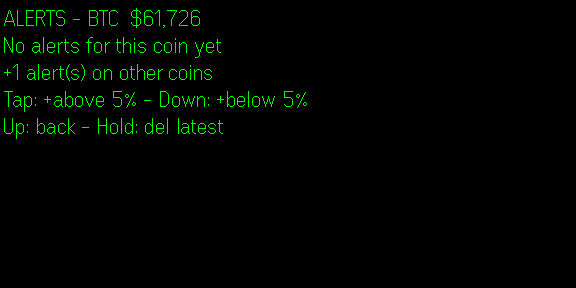 ALERTS - BTC $61,726
No alerts for this coin yet
+1 alert(s) on other coins
Tap: +above 5% - Down: +below 5%
Up: back - Hold: del latest